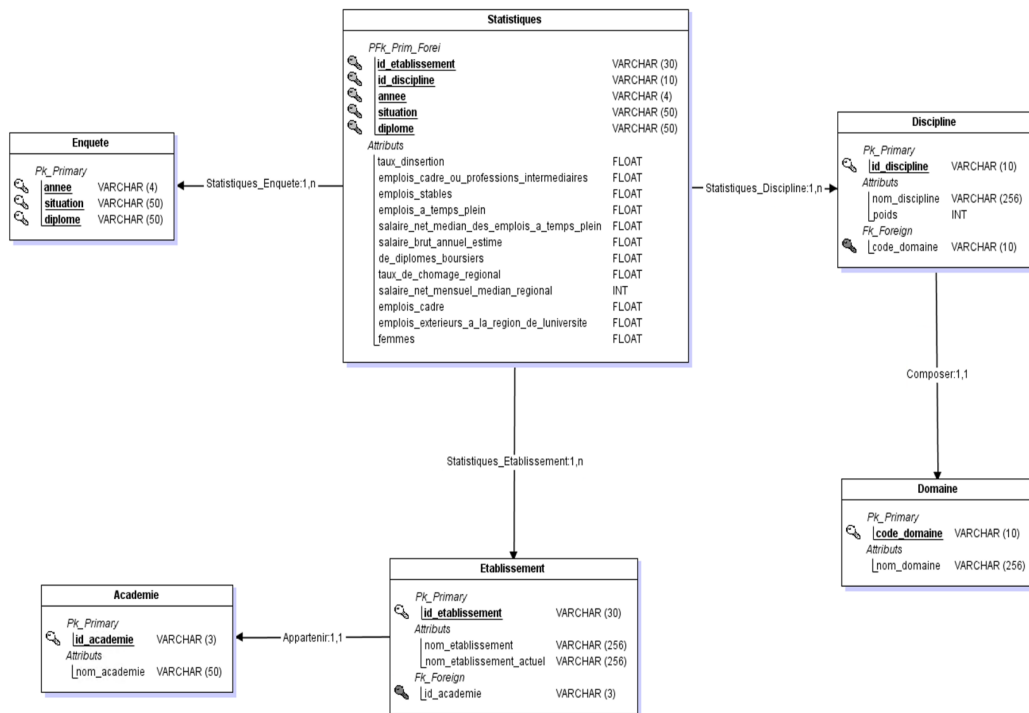 Statistiques
PFk_Prim_Forei
id_etablissement VARCHAR (30)
id_discipline VARCHAR (10)
annee VARCHAR (4)
situation VARCHAR (50)
diplome VARCHAR (50)
Attributs
taux_dinsertion FLOAT
emplois_cadre_ou_professions_intermediaires FLOAT
emplois_stables FLOAT
emplois_a_temps_plein FLOAT
salaire_net_median_des_emplois_a_temps_plein FLOAT
salaire_brut_annuel_estime FLOAT
de_diplomes_boursiers FLOAT
taux_de_chomage_regional FLOAT
salaire_net_mensuel_median_regional INT
emplois_cadre FLOAT
emplois_exterieurs_a_la_region_de_luniversite FLOAT
femmes FLOAT
Enquete
Pk_Primary
annee VARCHAR (4)
situation VARCHAR (50)
diplome VARCHAR (50)
Statistiques_Enquete:1,n
Statistiques_Discipline:1,n
Discipline
Pk_Primary
id_discipline VARCHAR (10)
Attributs
nom_discipline VARCHAR (256)
poids INT
Fk_Foreign
code_domaine VARCHAR (10)
Composer:1,1
Statistiques_Etablissement:1,n
Domaine
Pk_Primary
code_domaine VARCHAR (10)
Attributs
nom_domaine VARCHAR (256)
Etablissement
Pk_Primary
id_etablissement VARCHAR (30)
Attributs
nom_etablissement VARCHAR (256)
nom_etablissement_actuel VARCHAR (256)
Fk_Foreign
id_academie VARCHAR (3)
Appartenir:1,1
Academie
Pk_Primary
id_academie VARCHAR (3)
Attributs
nom_academie VARCHAR (50)